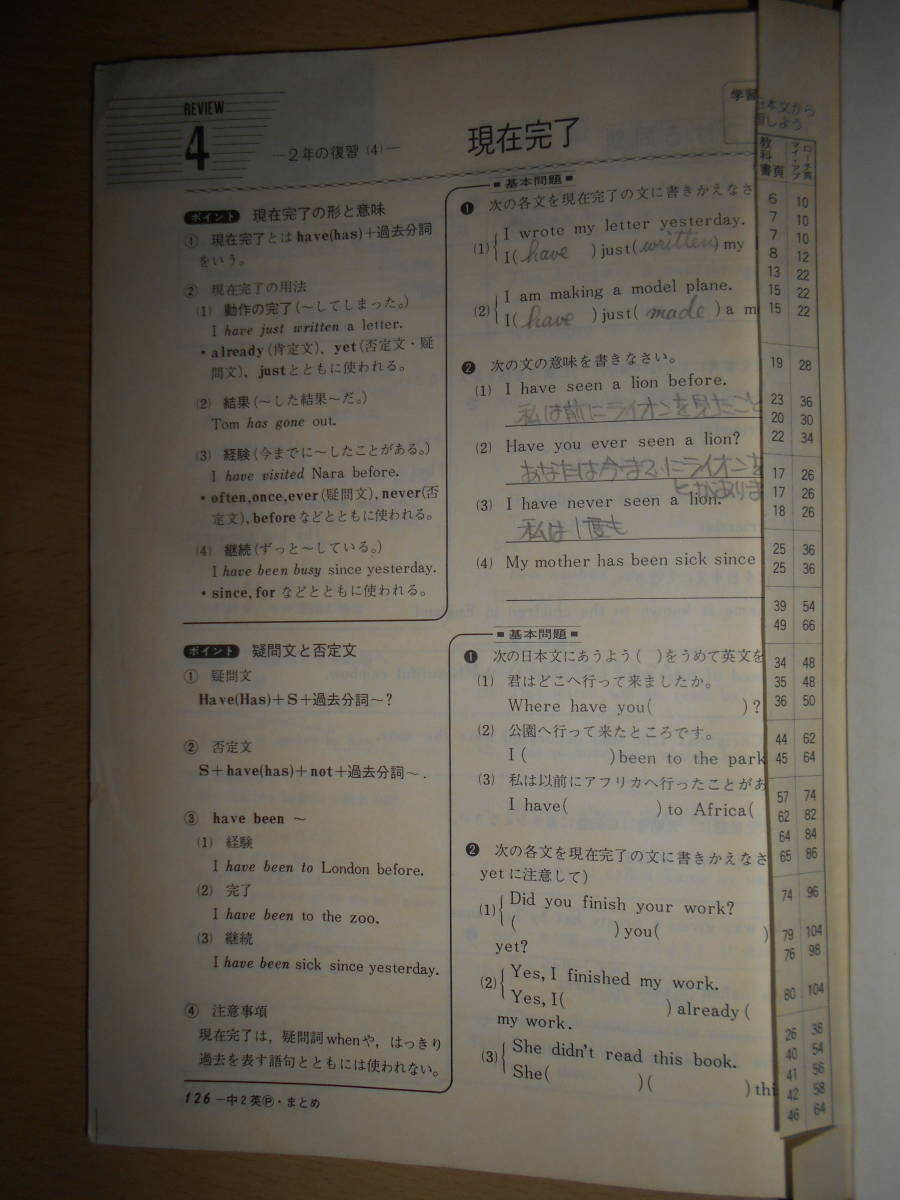 REVIEW
4
―2年の復習(4)―
現在完了
学習
ポイント 現在完了の形と意味
① 現在完了とはhave(has)+過去分詞
をいう。
② 現在完了の用法
(1) 動作の完了(〜してしまった。)
I have just written a letter.
・already(肯定文), yet(否定文・疑
問文), justとともに使われる。
(2) 結果(〜した結果〜だ。)
Tom has gone out.
(3) 経験(今までに〜したことがある。)
I have visited Nara before.
・often,once,ever(疑問文),never(否
定文),beforeなどとともに使われる。
(4) 継続(ずっと〜している。)
I have been busy since yesterday.
・since,forなどとともに使われる。
■基本問題■
❶ 次の各文を現在完了の文に書きかえなさ
(1) I wrote my letter yesterday.
I( have )just( written ) my
(2) I am making a model plane.
I( have )just( made ) a m
❷ 次の文の意味を書きなさい。
(1) I have seen a lion before.
私は前にライオンを見たこと
(2) Have you ever seen a lion?
あなたは今までにライオンを
とがありま
(3) I have never seen a lion.
私は1度も
(4) My mother has been sick since
ポイント 疑問文と否定文
① 疑問文
Have(Has)+S+過去分詞〜?
② 否定文
S+have(has)+not+過去分詞〜.
③ have been 〜
(1) 経験
I have been to London before.
(2) 完了
I have been to the zoo.
(3) 継続
I have been sick since yesterday.
④ 注意事項
現在完了は,疑問詞whenや,はっきり
過去を表す語句とともには使われない。
■基本問題■
❶ 次の日本文にあうよう( )をうめて英文を
(1) 君はどこへ行って来ましたか。
Where have you( )?
(2) 公園へ行って来たところです。
I( )been to the park
(3) 私は以前にアフリカへ行ったことがあ
I have( )to Africa(
❷ 次の各文を現在完了の文に書きかえなさ
yetに注意して)
(1) Did you finish your work?
( )you( )
yet?
(2) Yes, I finished my work.
Yes, I( )already(
my work.
(3) She didn't read this book.
She( )( )thi
126―中2英Ⓟ・まとめ
日本文から
習しよう
教科書頁
6 10
7 10
7 10
8 12
13 22
15 22
15 22
19 28
23 36
20 30
22 34
17 26
17 26
18 26
25 36
25 36
39 54
49 66
34 48
35 48
36 50
44 62
45 64
57 74
62 82
64 84
65 86
74 96
79 104
76 98
80 104
26 38
40 54
41 56
42 58
46 64